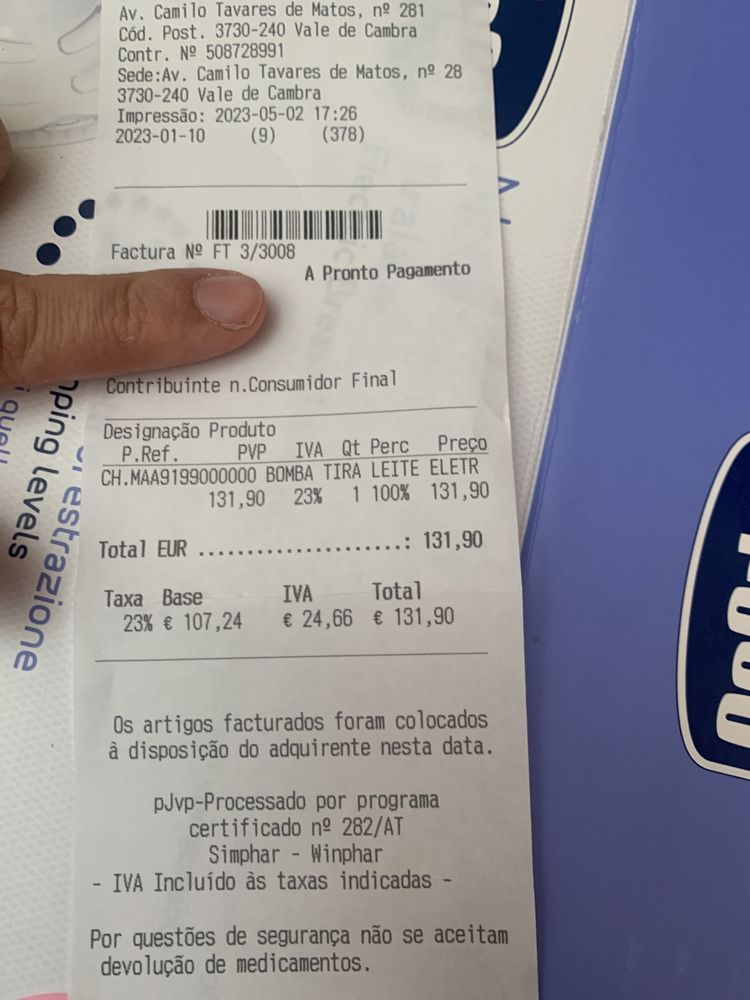 Av. Camilo Tavares de Matos, nº 281
Cód. Post. 3730-240 Vale de Cambra
Contr. Nº 508728991
Sede:Av. Camilo Tavares de Matos, nº 28
3730-240 Vale de Cambra
Impressão: 2023-05-02 17:26
2023-01-10 (9) (378)
Factura Nº FT 3/3008
A Pronto Pagamento
Contribuinte n.Consumidor Final
Designação Produto
P.Ref. PVP IVA Qt Perc Preço
CH.MAA9199000000 BOMBA TIRA LEITE ELETR
131,90 23% 1 100% 131,90
Total EUR .....................: 131,90
Taxa Base IVA Total
23% € 107,24 € 24,66 € 131,90
Os artigos facturados foram colocados
à disposição do adquirente nesta data.
pJvp-Processado por programa
certificado nº 282/AT
Simphar - Winphar
- IVA Incluído às taxas indicadas -
Por questões de segurança não se aceitam
devolução de medicamentos.
estrazione
levels